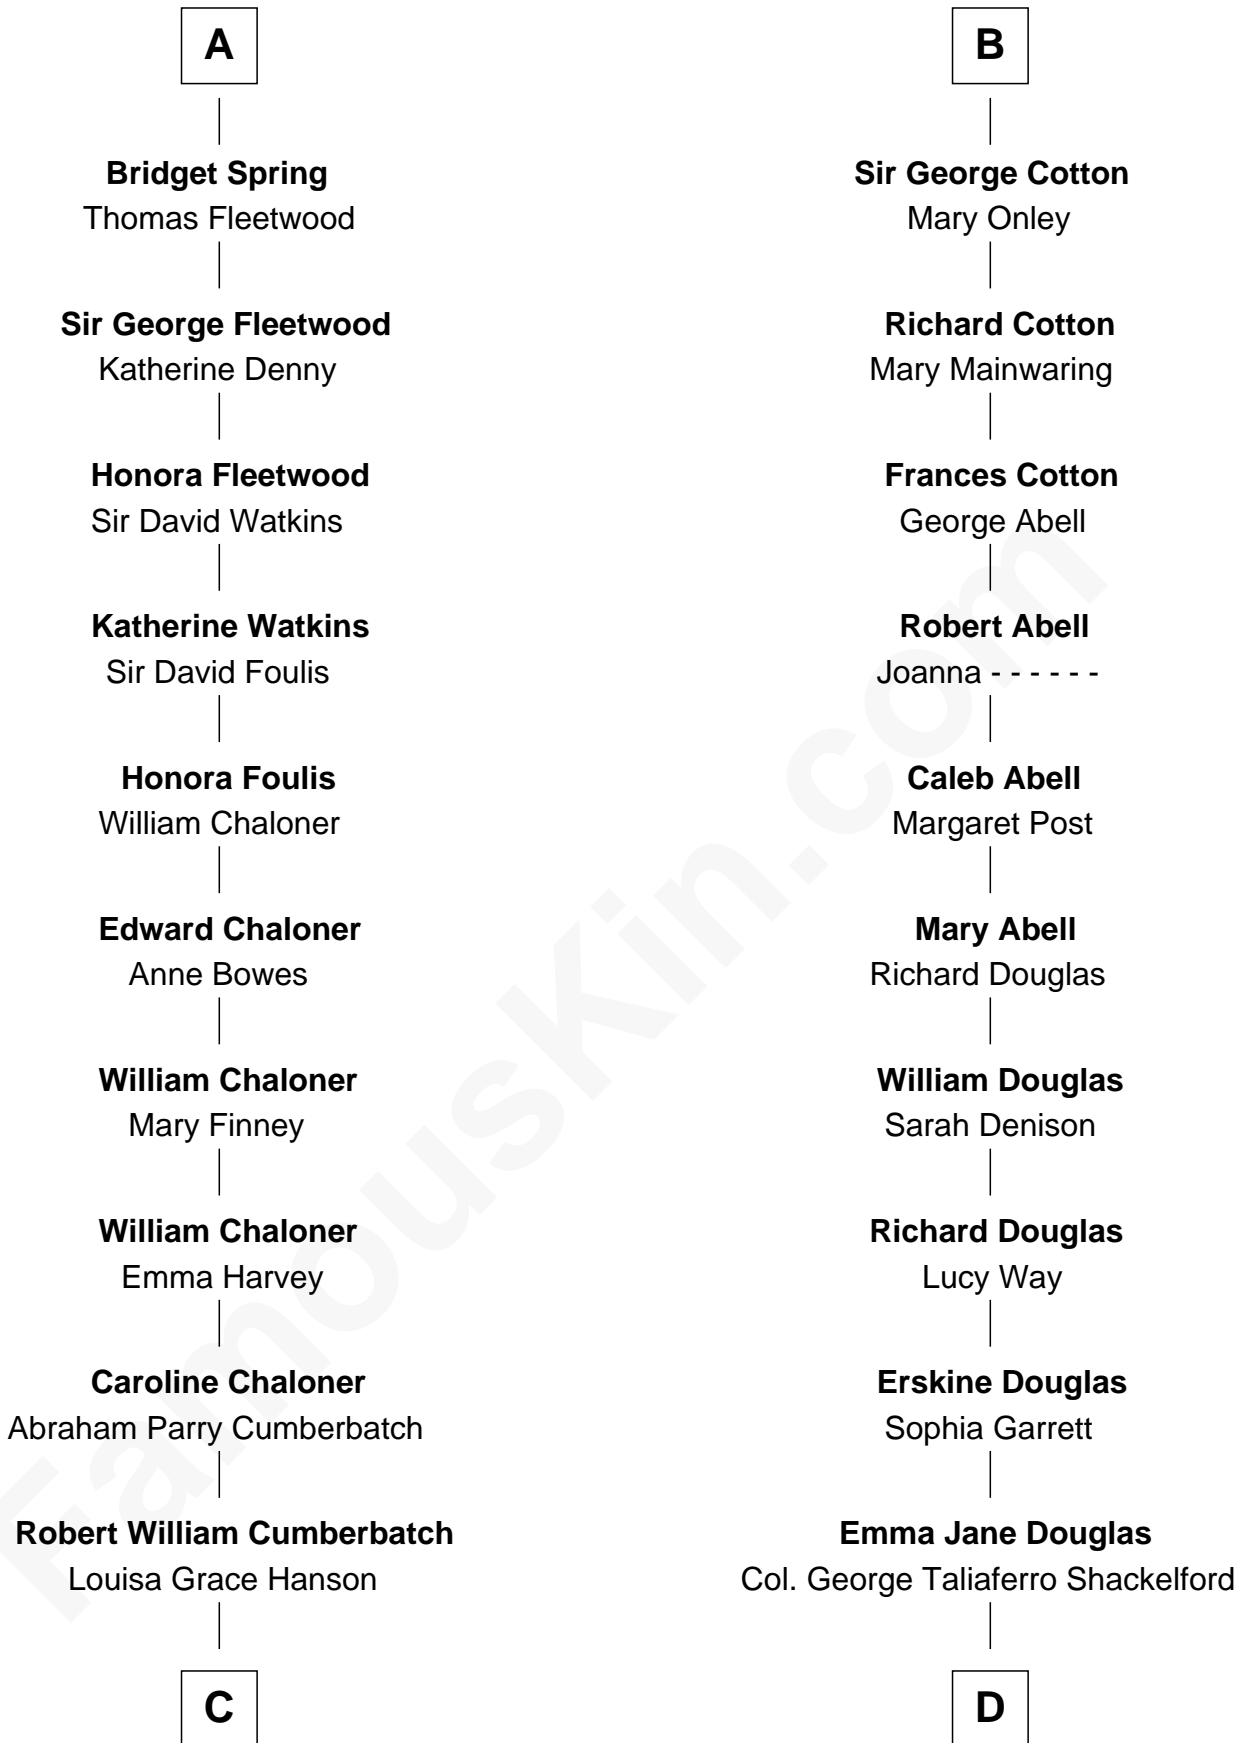 A
Bridget Spring
Thomas Fleetwood
Sir George Fleetwood
Katherine Denny
Honora Fleetwood
Sir David Watkins
Katherine Watkins
Sir David Foulis
Honora Foulis
William Chaloner
Edward Chaloner
Anne Bowes
William Chaloner
Mary Finney
William Chaloner
Emma Harvey
Caroline Chaloner
Abraham Parry Cumberbatch
Robert William Cumberbatch
Louisa Grace Hanson
C
B
Sir George Cotton
Mary Onley
Richard Cotton
Mary Mainwaring
Frances Cotton
George Abell
Robert Abell
Joanna - - - - - -
Caleb Abell
Margaret Post
Mary Abell
Richard Douglas
William Douglas
Sarah Denison
Richard Douglas
Lucy Way
Erskine Douglas
Sophia Garrett
Emma Jane Douglas
Col. George Taliaferro Shackelford
D
FamousKin.com